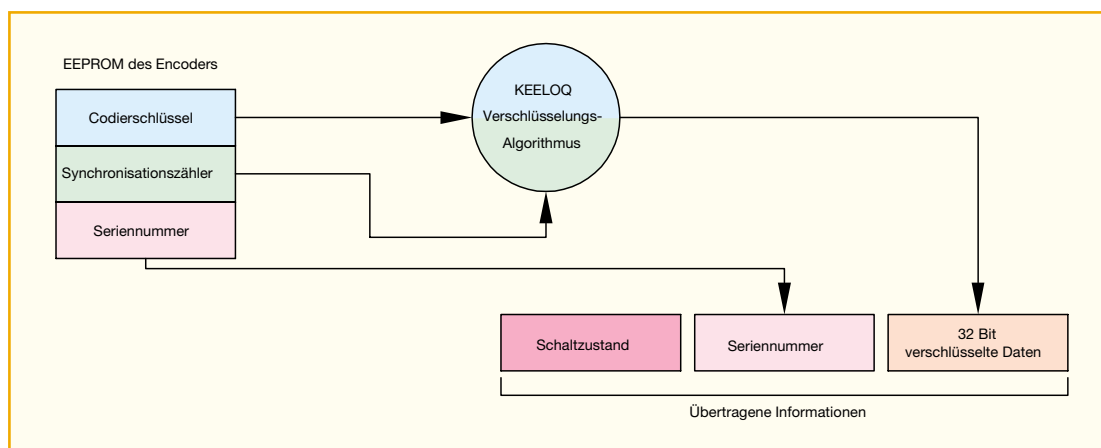 EEPROM des Encoders
Codierschlüssel
Synchronisationszähler
Seriennummer
KEELOQ
Verschlüsselungs-
Algorithmus
Schaltzustand
Seriennummer
32 Bit
verschlüsselte Daten
Übertragene Informationen